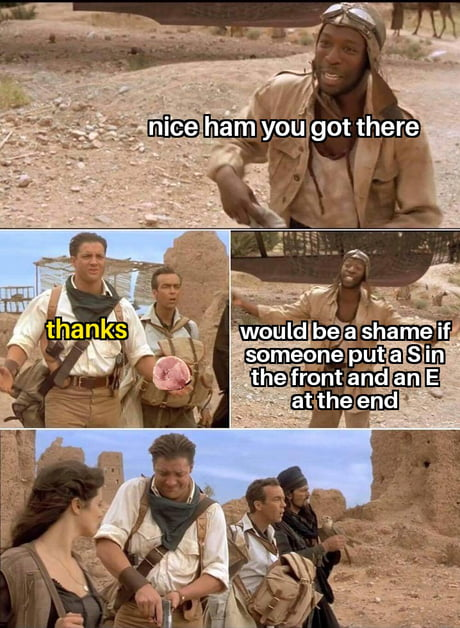 nice ham you got there
thanks
would be a shame if
someone put a S in
the front and an E
at the end